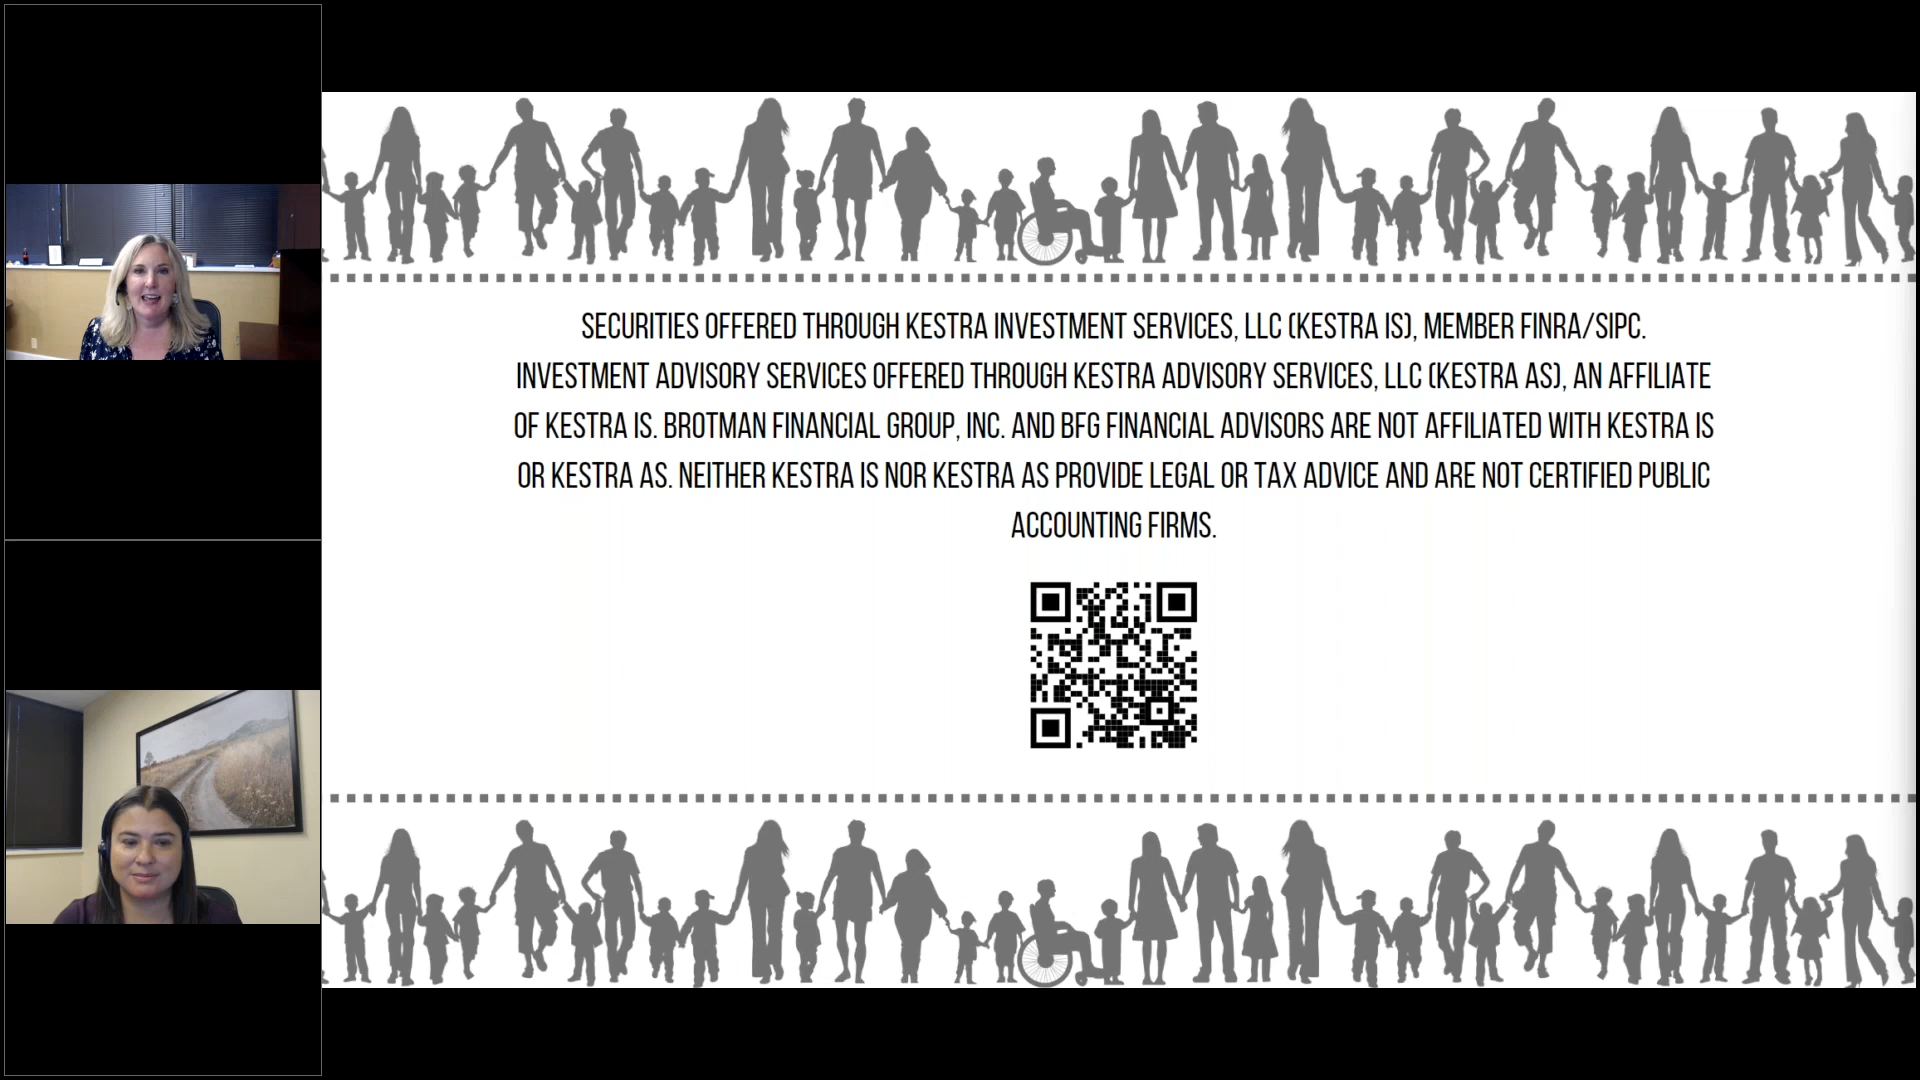 SECURITIES OFFERED THROUGH KESTRA INVESTMENT SERVICES, LLC (KESTRA IS), MEMBER FINRA/SIPC.
INVESTMENT ADVISORY SERVICES OFFERED THROUGH KESTRA ADVISORY SERVICES, LLC (KESTRA AS), AN AFFILIATE
OF KESTRA IS. BROTMAN FINANCIAL GROUP, INC. AND BFG FINANCIAL ADVISORS ARE NOT AFFILIATED WITH KESTRA IS
OR KESTRA AS. NEITHER KESTRA IS NOR KESTRA AS PROVIDE LEGAL OR TAX ADVICE AND ARE NOT CERTIFIED PUBLIC
ACCOUNTING FIRMS.